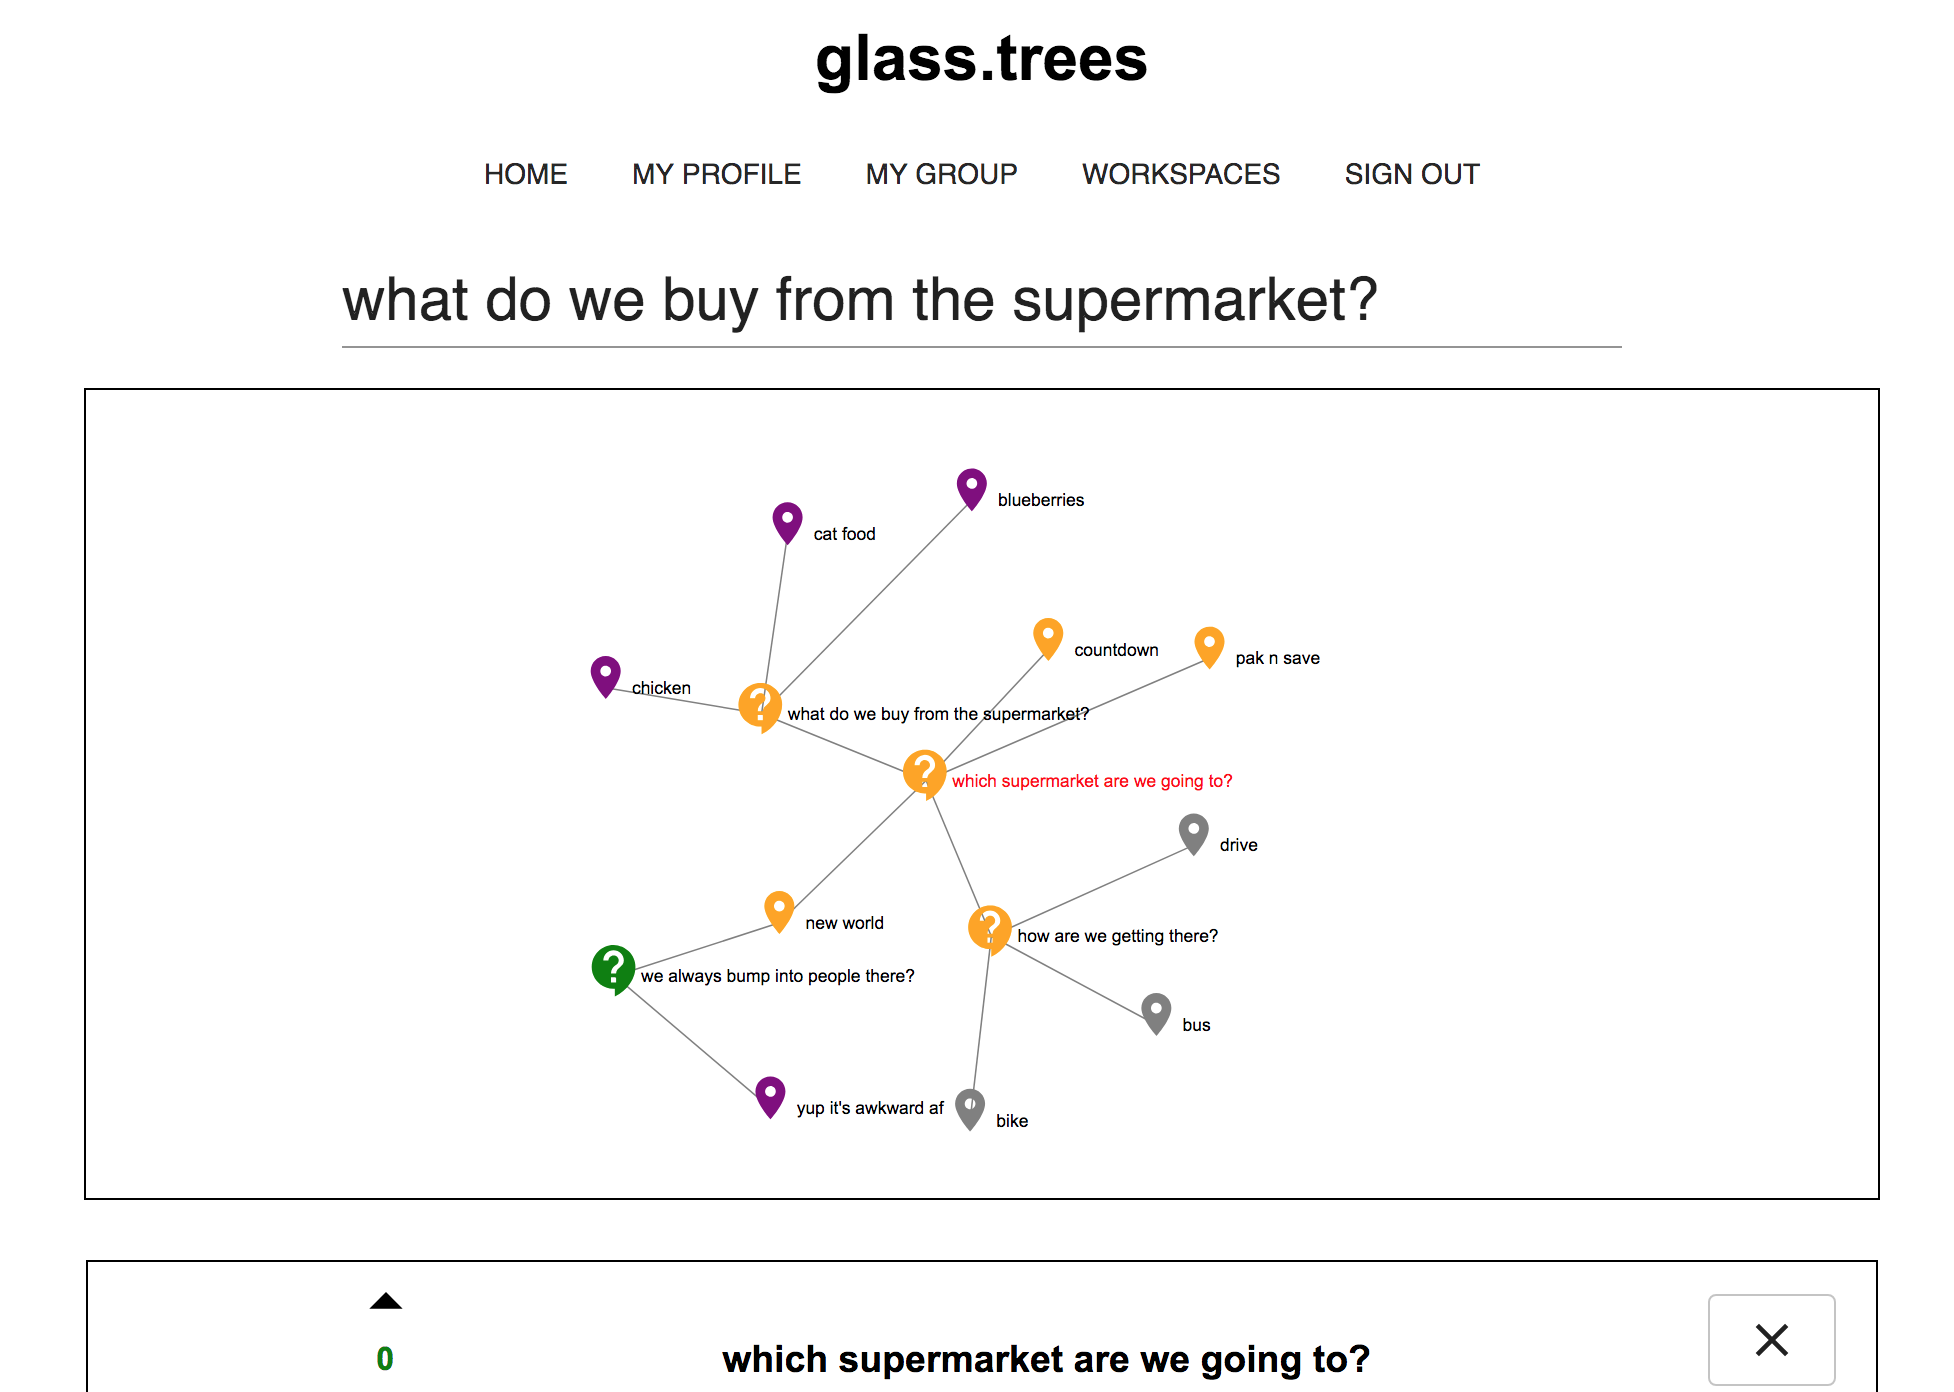 glass.trees
HOME MY PROFILE MY GROUP WORKSPACES SIGN OUT
what do we buy from the supermarket?
blueberries
cat food
countdown
pak n save
chicken
what do we buy from the supermarket?
which supermarket are we going to?
drive
new world
how are we getting there?
we always bump into people there?
bus
yup it's awkward af
bike
0
which supermarket are we going to?